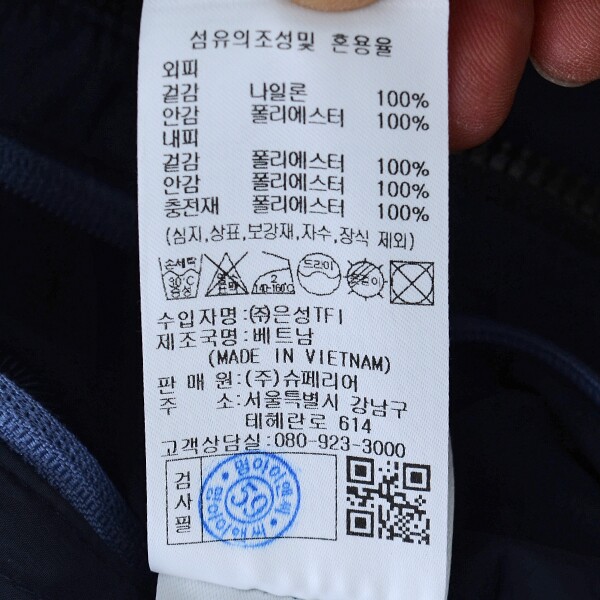 섬유의조성및 혼용율
외피
겉감 나일론 100%
안감 폴리에스터 100%
내피
겉감 폴리에스터 100%
안감 폴리에스터 100%
충전재 폴리에스터 100%
(심지,상표,보강재,자수,장식 제외)
손세탁 30℃ 중성
2 140-160℃
드라이
수입자명:㈜은성TFI
제조국명:베트남
(MADE IN VIETNAM)
판 매 원:(주)슈페리어
주 소:서울특별시 강남구
테헤란로 614
고객상담실:080-923-3000
검사필
59